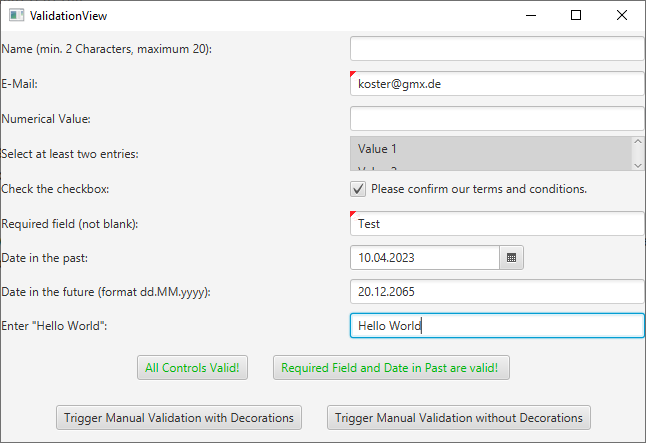 ValidationView
Name (min. 2 Characters, maximum 20):
E-Mail: koster@gmx.de
Numerical Value:
Select at least two entries: Value 1
Check the checkbox: Please confirm our terms and conditions.
Required field (not blank): Test
Date in the past: 10.04.2023
Date in the future (format dd.MM.yyyy): 20.12.2065
Enter "Hello World": Hello World
All Controls Valid! Required Field and Date in Past are valid!
Trigger Manual Validation with Decorations Trigger Manual Validation without Decorations